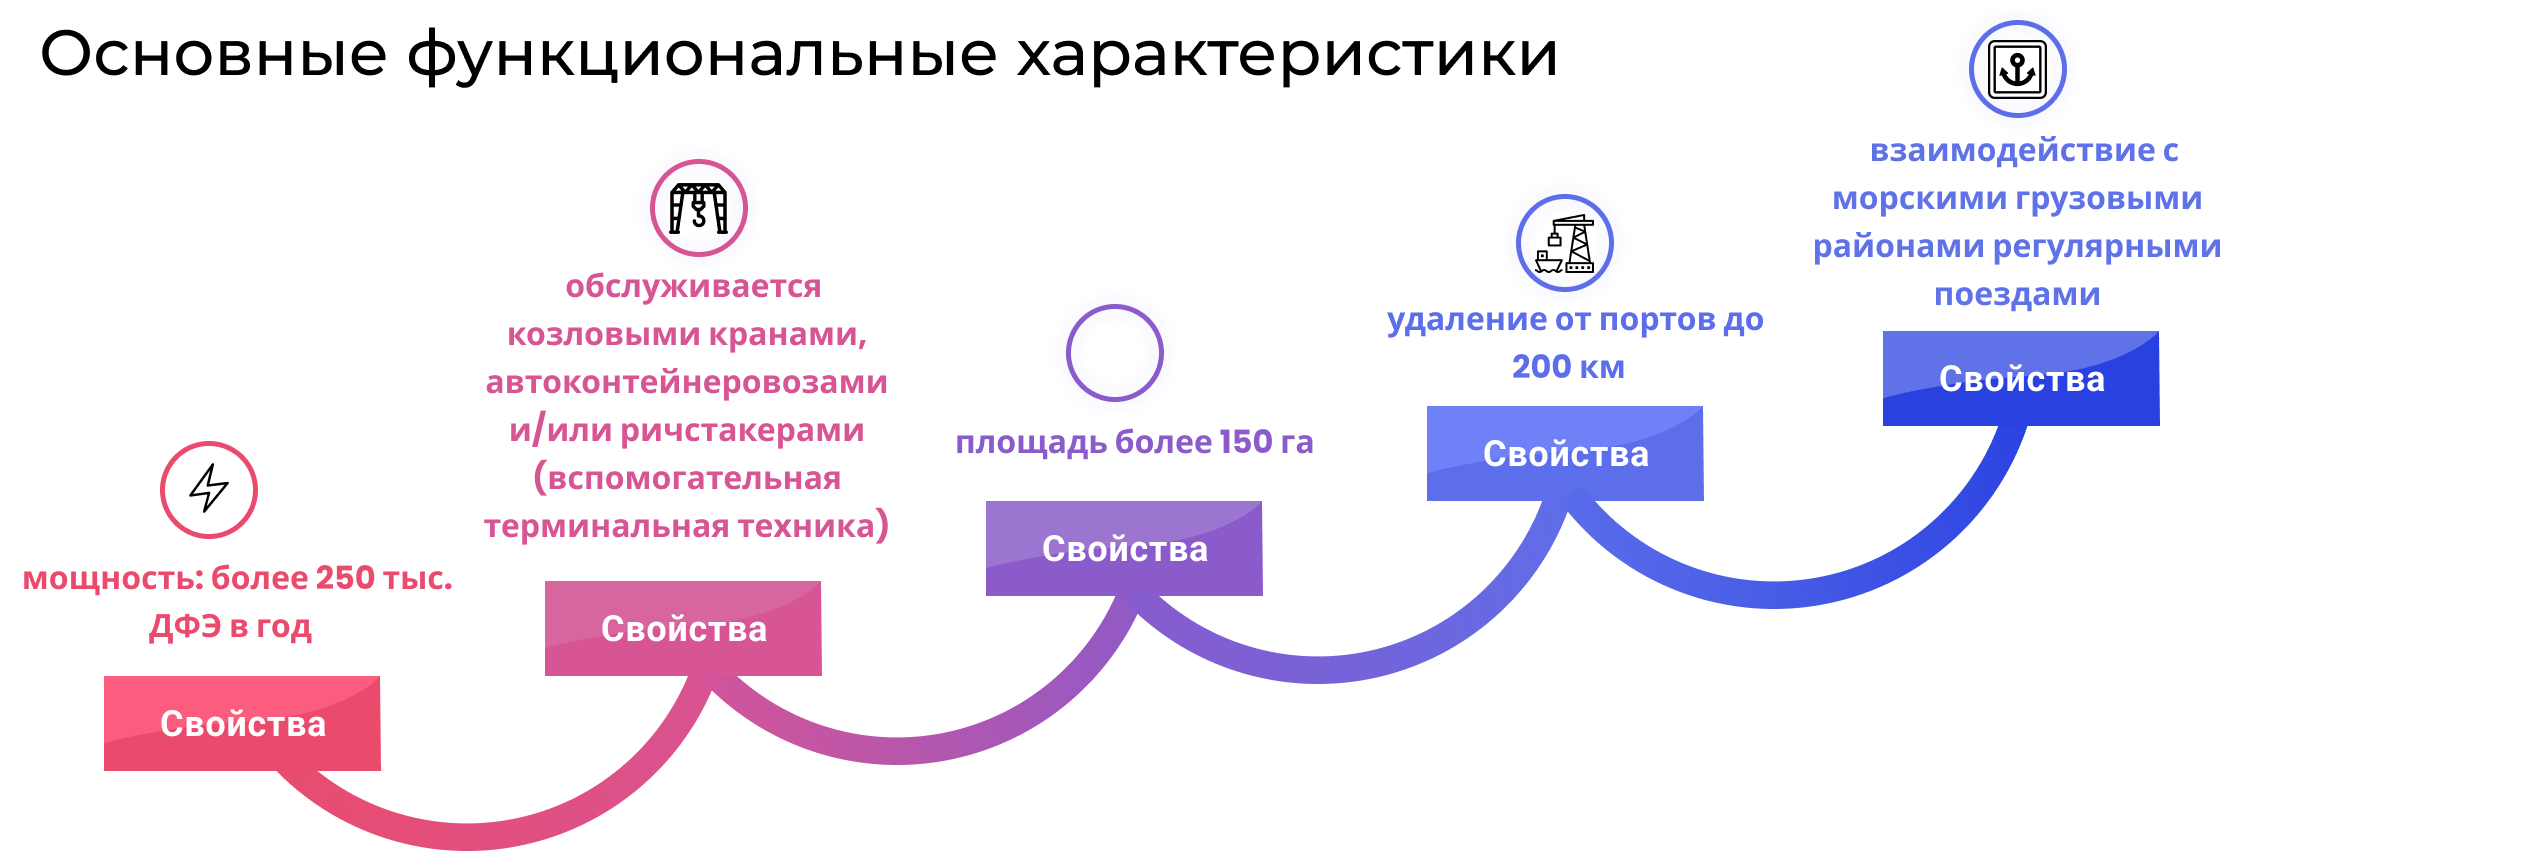 Основные функциональные характеристики
мощность: более 250 тыс.
ДФЭ в год
Свойства
обслуживается
козловыми кранами,
автоконтейнеровозами
и/или ричстакерами
(вспомогательная
терминальная техника)
Свойства
площадь более 150 га
Свойства
удаление от портов до
200 км
Свойства
взаимодействие с
морскими грузовыми
районами регулярными
поездами
Свойства